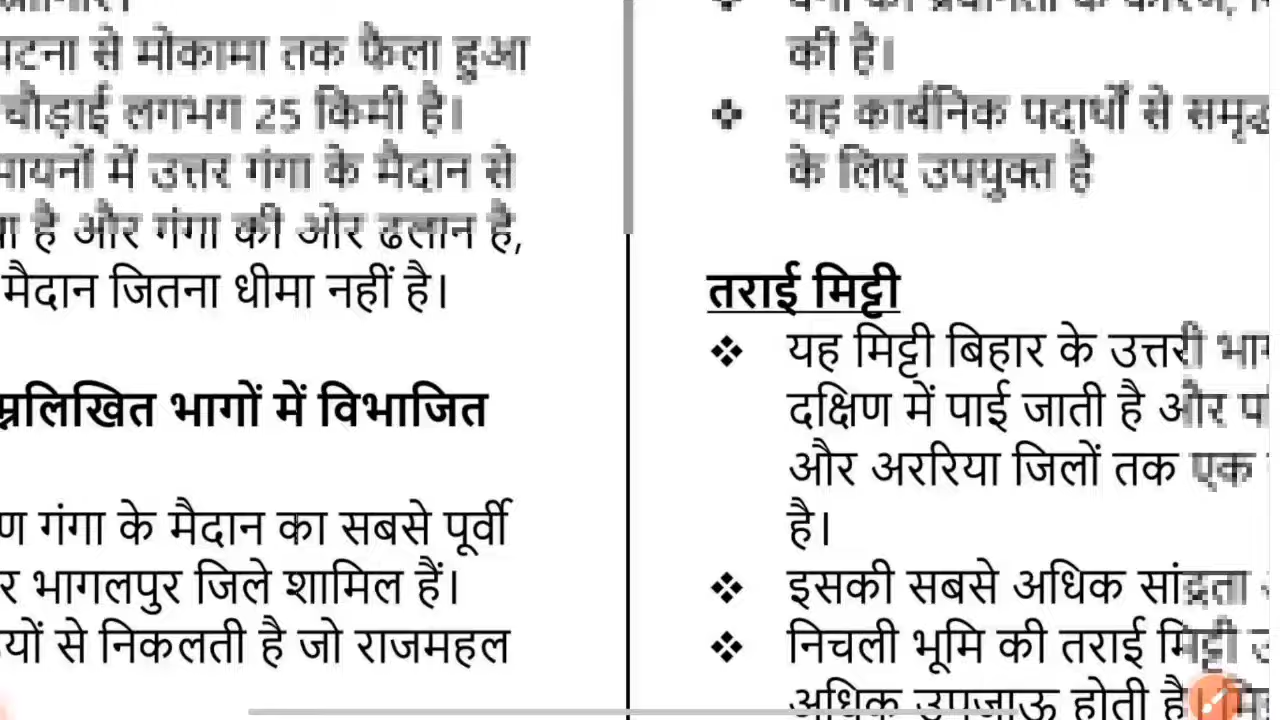 पटना से मोकामा तक फैला हुआ
चौड़ाई लगभग 25 किमी है।
में उत्तर गंगा के मैदान से
है और गंगा की ओर ढलान है,
मैदान जितना धीमा नहीं है।
भागों में विभाजित
गंगा के मैदान का सबसे पूर्वी
भागलपुर जिले शामिल हैं।
से निकलती है जो राजमहल
की है।
❖ यह कार्बनिक पदार्थों से समृद्ध
के लिए उपयुक्त है
तराई मिट्टी
❖ यह मिट्टी बिहार के उत्तरी
दक्षिण में पाई जाती है और
और अररिया जिलों तक एक
है।
❖ इसकी सबसे अधिक सांद्रता
❖ निचली भूमि की तराई मिट्टी
अधिक उपजाऊ होती है।